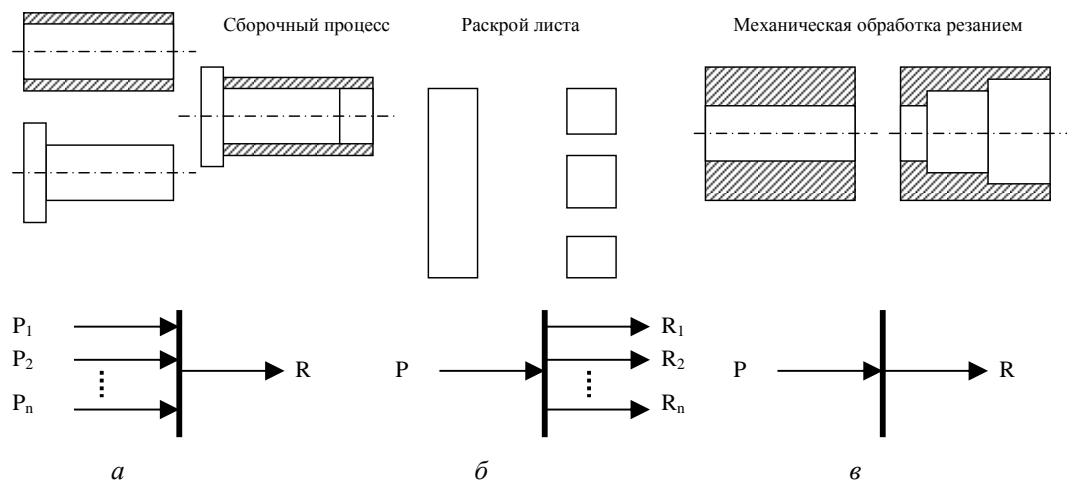 Сборочный процесс
Раскрой листа
Механическая обработка резанием
P1
P2
Pn
R
а
P
R1
R2
Rn
б
P
R
в